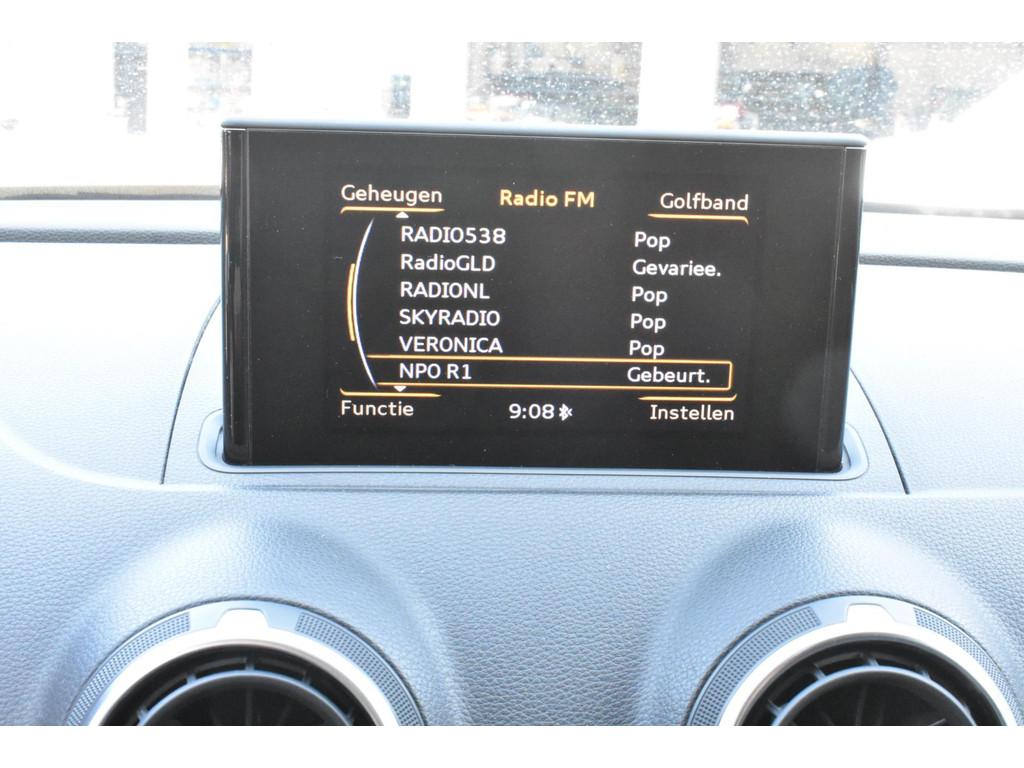 Geheugen Radio FM Golfband
RADIO538 Pop
RadioGLD Gevariee.
RADIONL Pop
SKYRADIO Pop
VERONICA Pop
NPO R1 Gebeurt.
Functie 9:08 Instellen